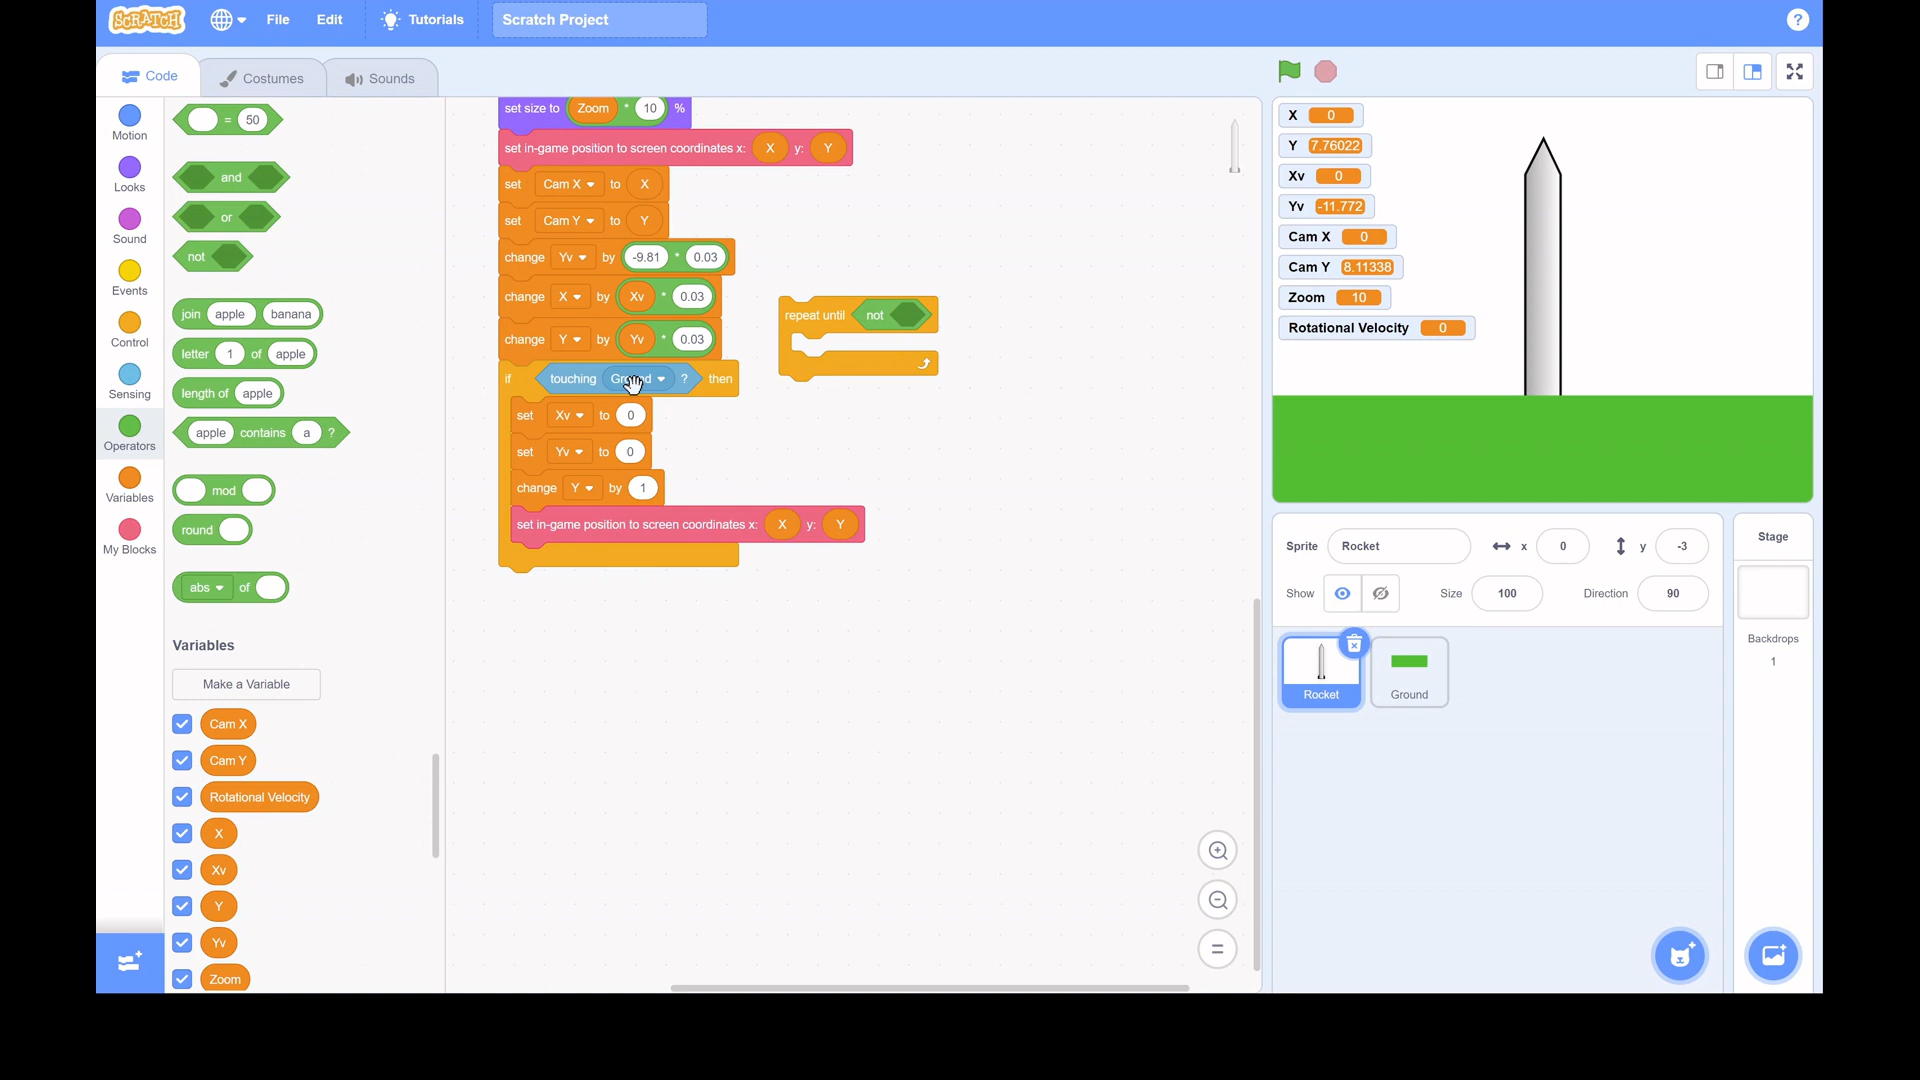 SCRATCH
File
Edit
Tutorials
Scratch Project
?
Code
Costumes
Sounds
Motion
Looks
Sound
Events
Control
Sensing
Operators
Variables
My Blocks
= 50
and
or
not
join apple banana
letter 1 of apple
length of apple
apple contains a ?
mod
round
abs of
Variables
Make a Variable
Cam X
Cam Y
Rotational Velocity
X
Xv
Y
Yv
Zoom
set size to Zoom * 10 %
set in-game position to screen coordinates x: X y: Y
set Cam X to X
set Cam Y to Y
change Yv by -9.81 * 0.03
change X by Xv * 0.03
change Y by Yv * 0.03
if touching Ground ? then
set Xv to 0
set Yv to 0
change Y by 1
set in-game position to screen coordinates x: X y: Y
repeat until not
X 0
Y 7.76022
Xv 0
Yv -11.772
Cam X 0
Cam Y 8.11338
Zoom 10
Rotational Velocity 0
Sprite Rocket x 0 y -3
Show Size 100 Direction 90
Rocket
Ground
Stage
Backdrops
1